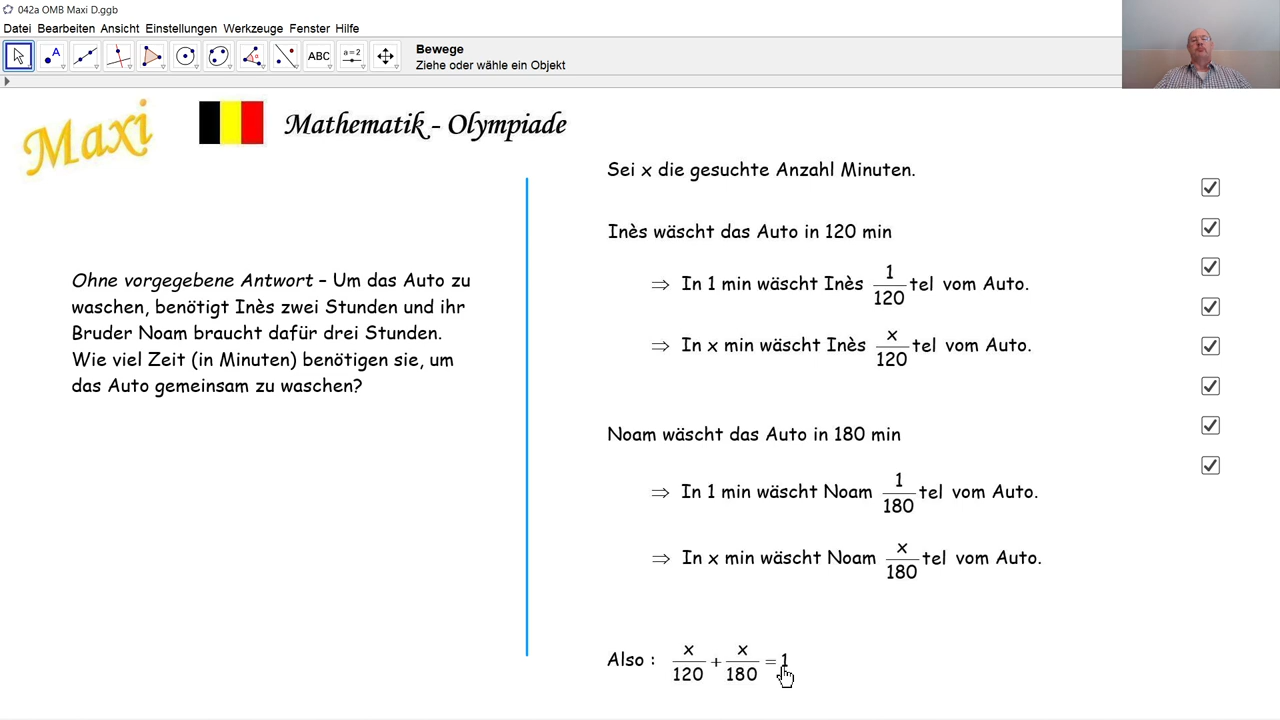 042a OMB Maxi D.ggb
Datei Bearbeiten Ansicht Einstellungen Werkzeuge Fenster Hilfe
A
ABC
a=2
Bewege
Ziehe oder wähle ein Objekt
Maxi
Mathematik - Olympiade
Ohne vorgegebene Antwort – Um das Auto zu
waschen, benötigt Inès zwei Stunden und ihr
Bruder Noam braucht dafür drei Stunden.
Wie viel Zeit (in Minuten) benötigen sie, um
das Auto gemeinsam zu waschen?
Sei x die gesuchte Anzahl Minuten.
Inès wäscht das Auto in 120 min
⇒ In 1 min wäscht Inès 1/120 tel vom Auto.
⇒ In x min wäscht Inès x/120 tel vom Auto.
Noam wäscht das Auto in 180 min
⇒ In 1 min wäscht Noam 1/180 tel vom Auto.
⇒ In x min wäscht Noam x/180 tel vom Auto.
Also : x/120 + x/180 = 1